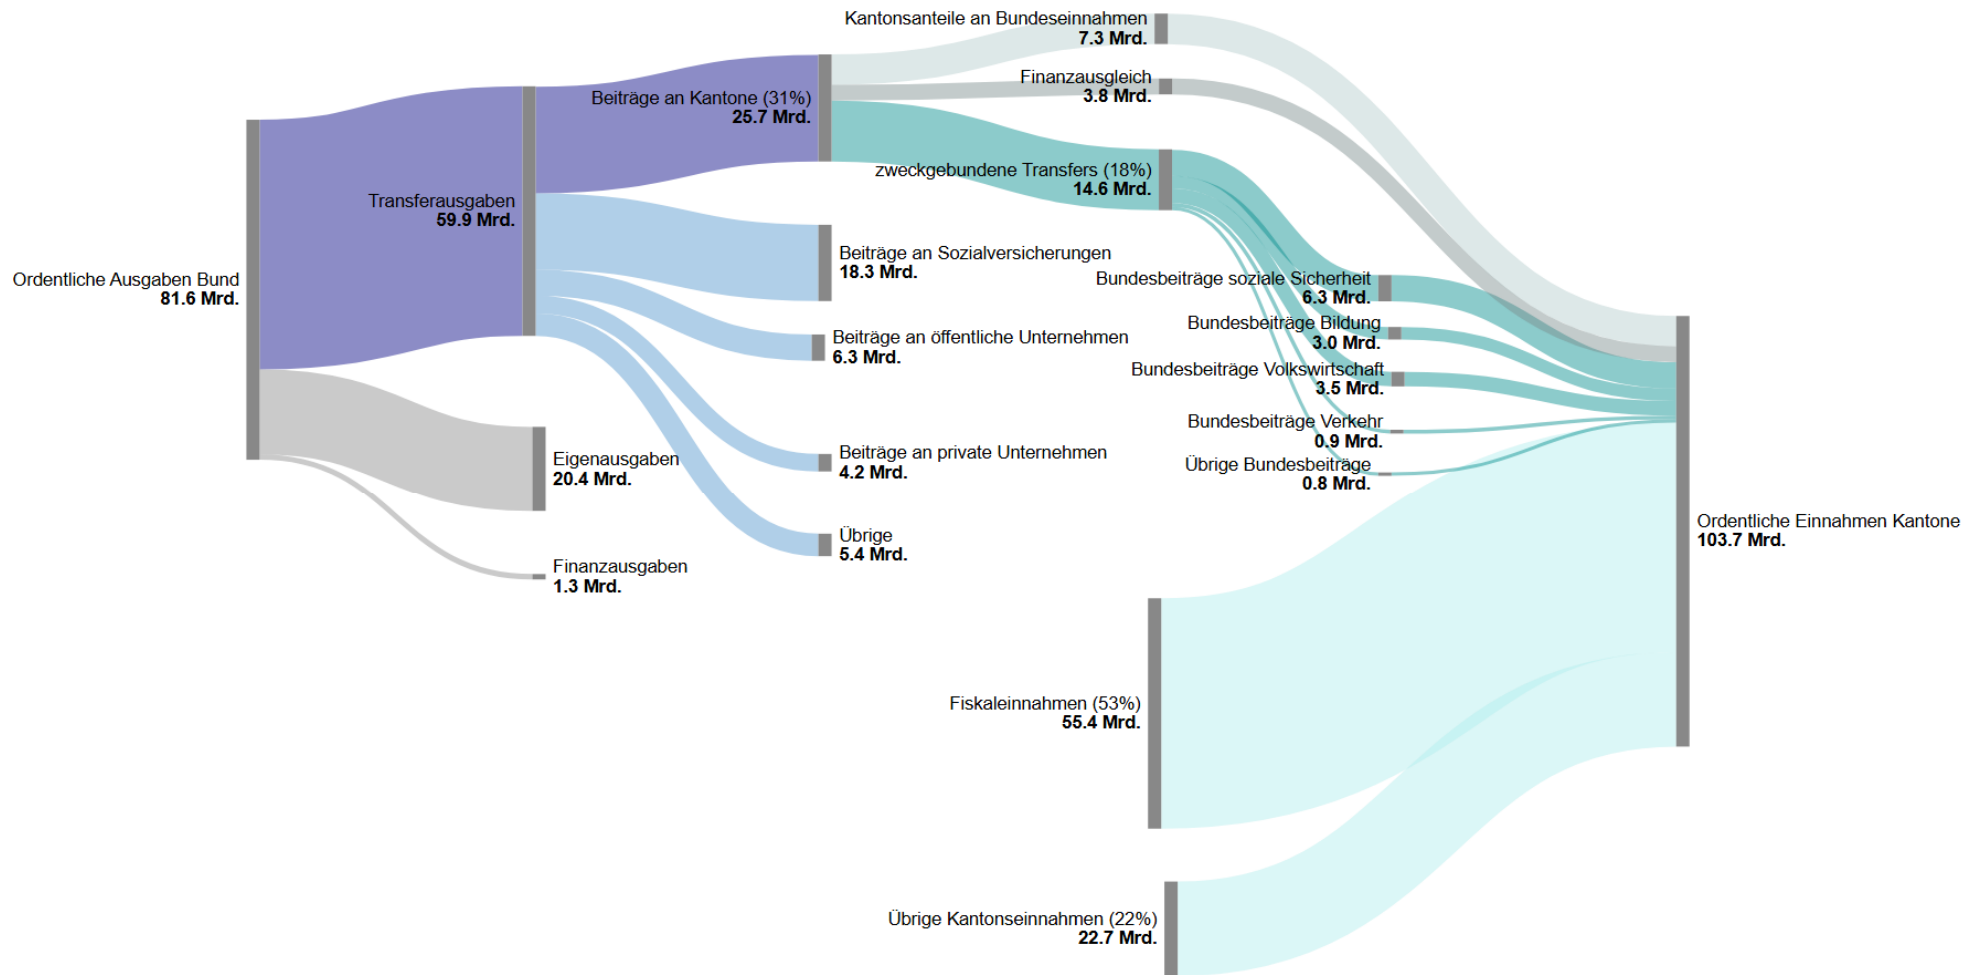 Kantonsanteile an Bundeseinnahmen
7.3 Mrd.
Finanzausgleich
3.8 Mrd.
Beiträge an Kantone (31%)
25.7 Mrd.
zweckgebundene Transfers (18%)
14.6 Mrd.
Transferausgaben
59.9 Mrd.
Ordentliche Ausgaben Bund
81.6 Mrd.
Beiträge an Sozialversicherungen
18.3 Mrd.
Bundesbeiträge soziale Sicherheit
6.3 Mrd.
Beiträge an öffentliche Unternehmen
6.3 Mrd.
Bundesbeiträge Bildung
3.0 Mrd.
Bundesbeiträge Volkswirtschaft
3.5 Mrd.
Bundesbeiträge Verkehr
0.9 Mrd.
Eigenausgaben
20.4 Mrd.
Beiträge an private Unternehmen
4.2 Mrd.
Übrige Bundesbeiträge
0.8 Mrd.
Übrige
5.4 Mrd.
Finanzausgaben
1.3 Mrd.
Ordentliche Einnahmen Kantone
103.7 Mrd.
Fiskaleinnahmen (53%)
55.4 Mrd.
Übrige Kantonseinnahmen (22%)
22.7 Mrd.